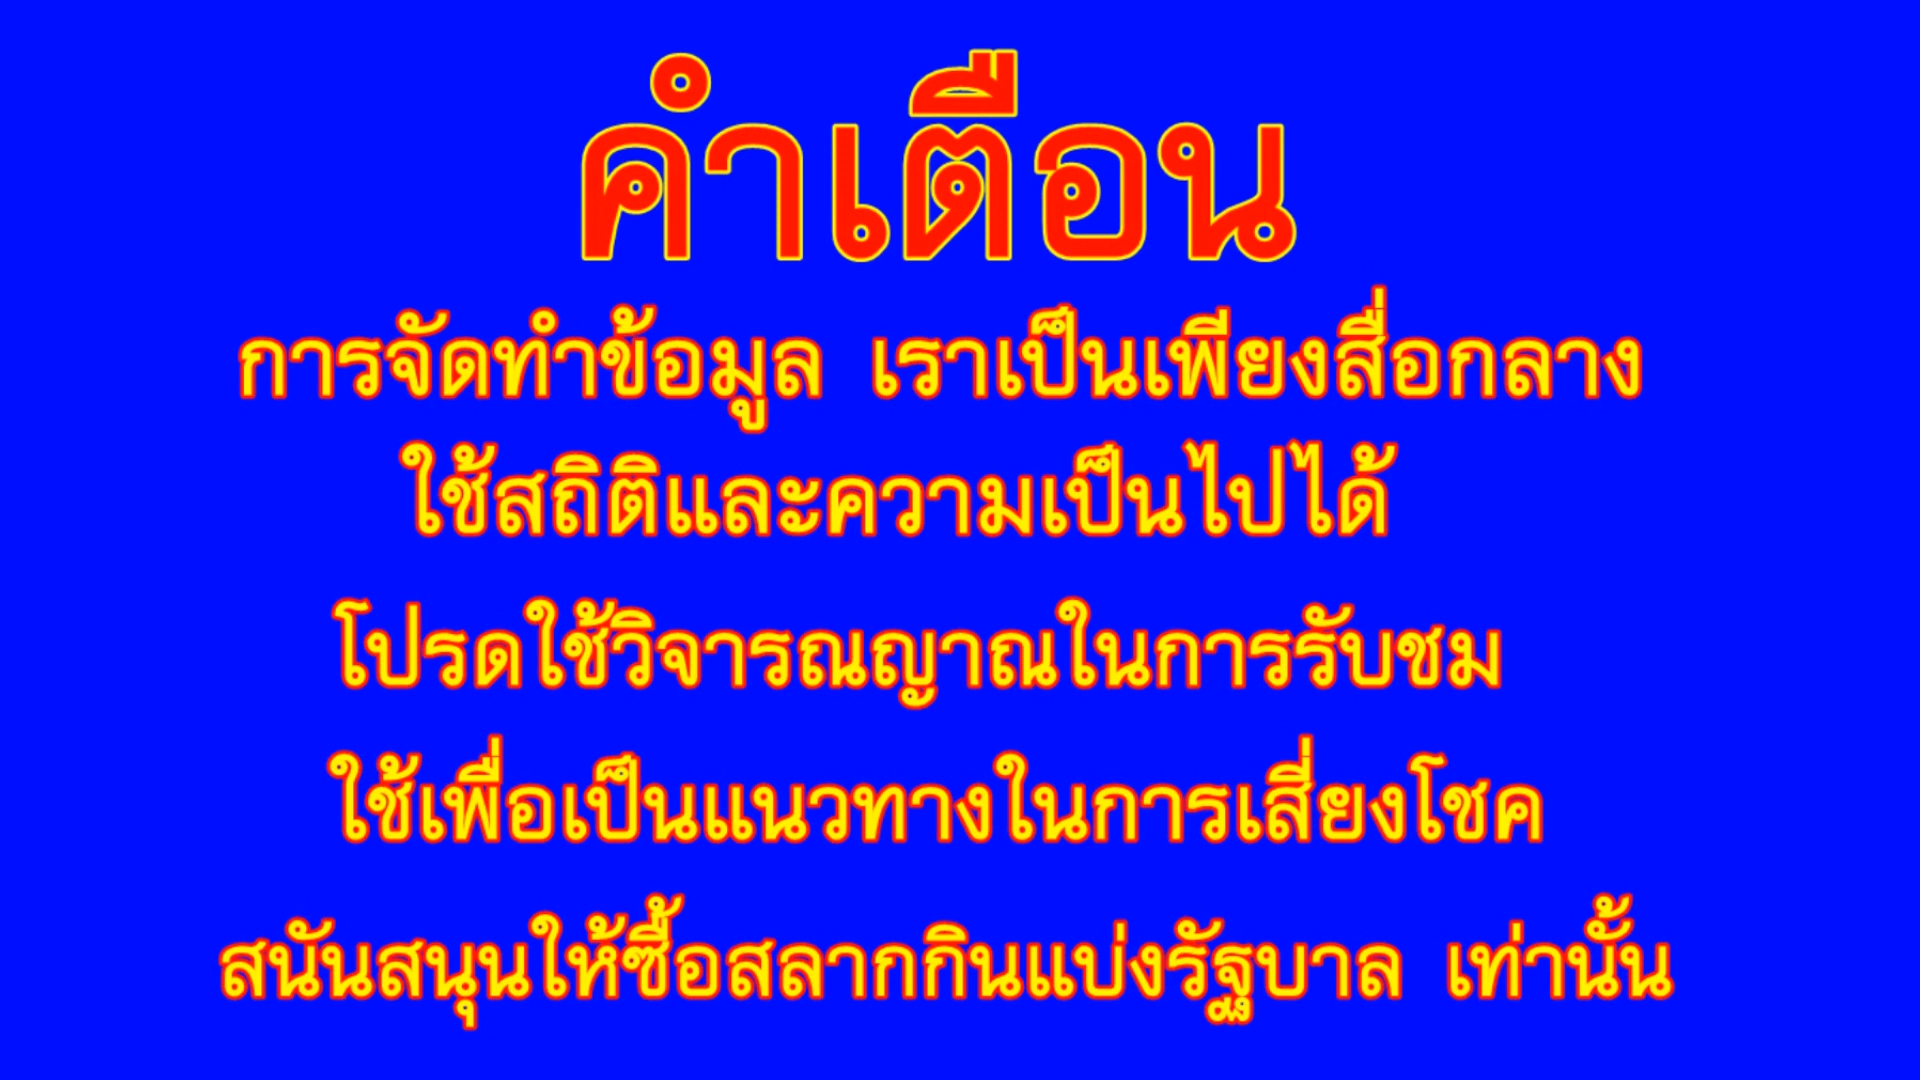 คำเตือน
การจัดทำข้อมูล เราเป็นเพียงสื่อกลาง
ใช้สถิติและความเป็นไปได้
โปรดใช้วิจารณญาณในการรับชม
ใช้เพื่อเป็นแนวทางในการเสี่ยงโชค
สนันสนุนให้ซื้อสลากกินแบ่งรัฐบาล เท่านั้น